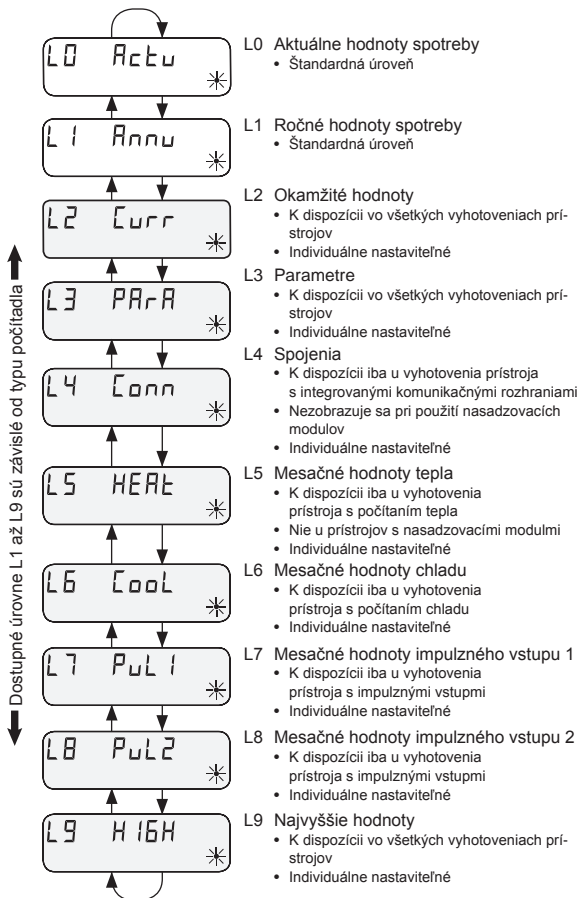 Dostupné úrovne L1 až L9 sú závislé od typu počítadla
L0 Actu
L0 Aktuálne hodnoty spotreby
• Štandardná úroveň
L1 Annu
L1 Ročné hodnoty spotreby
• Štandardná úroveň
L2 Curr
L2 Okamžité hodnoty
• K dispozícii vo všetkých vyhotoveniach prí-
strojov
• Individuálne nastaviteľné
L3 PArA
L3 Parametre
• K dispozícii vo všetkých vyhotoveniach prí-
strojov
• Individuálne nastaviteľné
L4 Conn
L4 Spojenia
• K dispozícii iba u vyhotovenia prístroja
s integrovanými komunikačnými rozhraniami
• Nezobrazuje sa pri použití nasadzovacích
modulov
• Individuálne nastaviteľné
L5 HEAt
L5 Mesačné hodnoty tepla
• K dispozícii iba u vyhotovenia
prístroja s počítaním tepla
• Nie u prístrojov s nasadzovacími modulmi
• Individuálne nastaviteľné
L6 CooL
L6 Mesačné hodnoty chladu
• K dispozícii iba u vyhotovenia
prístroja s počítaním chladu
• Individuálne nastaviteľné
L7 PuL1
L7 Mesačné hodnoty impulzného vstupu 1
• K dispozícii iba u vyhotovenia
prístroja s impulznými vstupmi
• Individuálne nastaviteľné
L8 PuL2
L8 Mesačné hodnoty impulzného vstupu 2
• K dispozícii iba u vyhotovenia
prístroja s impulznými vstupmi
• Individuálne nastaviteľné
L9 HIGH
L9 Najvyššie hodnoty
• K dispozícii vo všetkých vyhotoveniach prí-
strojov
• Individuálne nastaviteľné